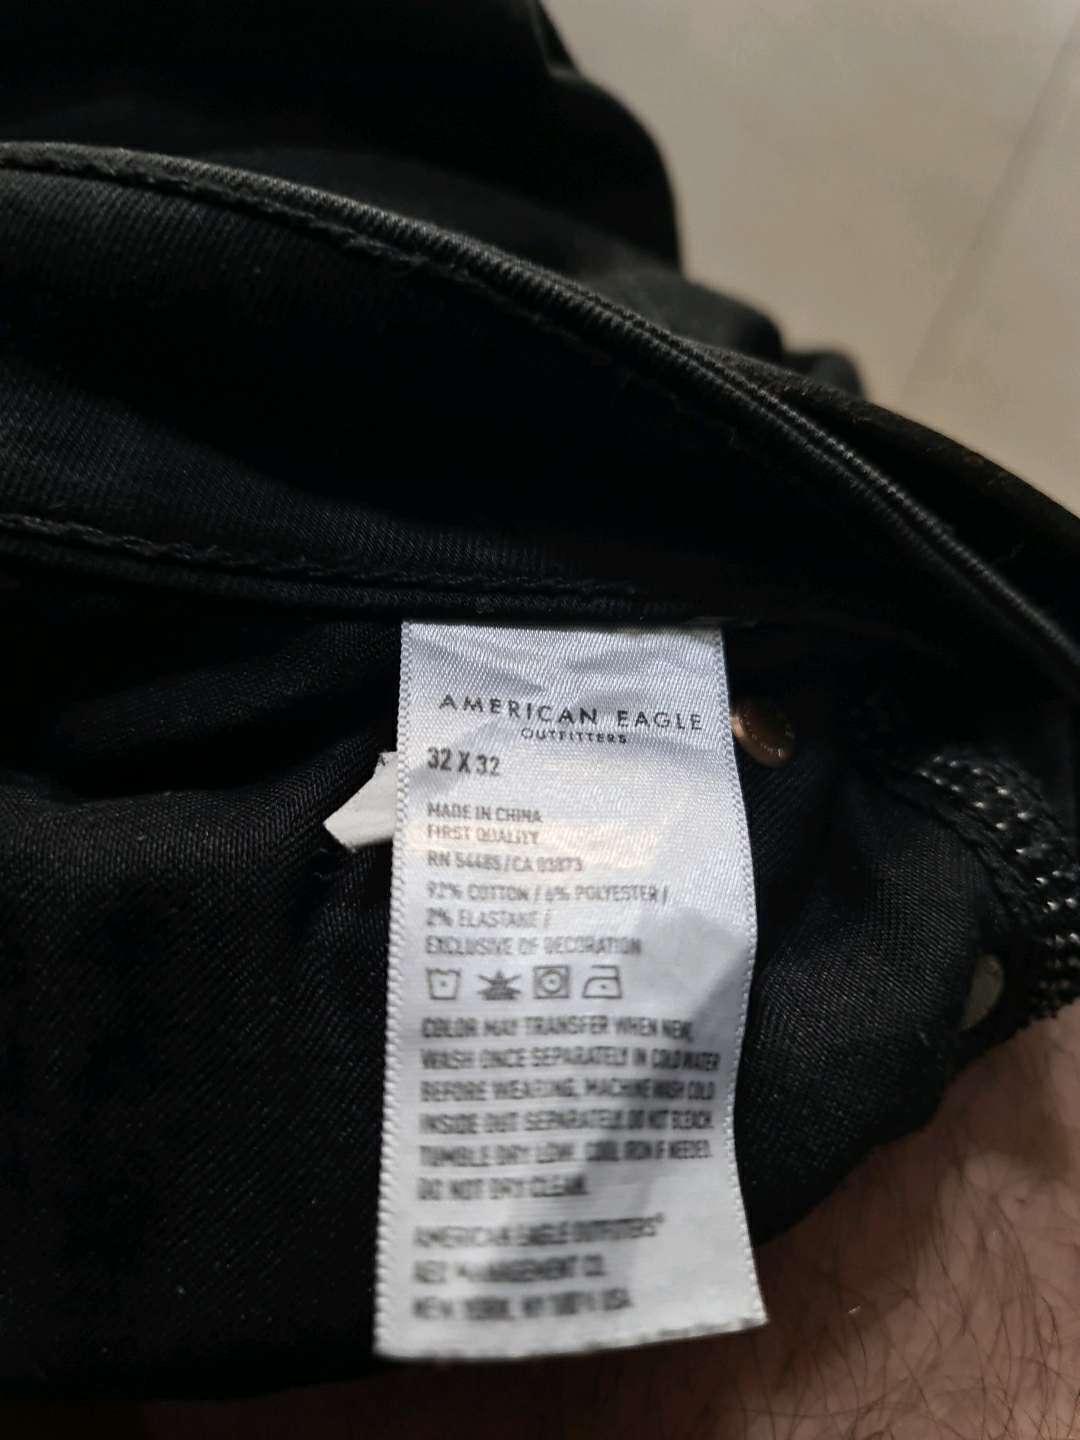 AMERICAN EAGLE
OUTFITTERS
32 X 32
A
MADE IN CHINA
FIRST QUALITY
RN 54485/CA 03873
92% COTTON / 6% POLYESTER /
2% ELASTANE /
EXCLUSIVE OF DECORATION
COLOR MAY TRANSFER WHEN NEW,
WASH ONCE SEPARATELY IN COLD WATER
BEFORE WEARING, MACHINE WASH COLD
INSIDE OUT SEPARATELY. DO NOT BLEACH.
TUMBLE DRY LOW. COOL IRON IF NEEDED.
DO NOT DRY CLEAN.
AMERICAN EAGLE OUTFITTERS®
MANAGEMENT CO.
NEW YORK, NY USA